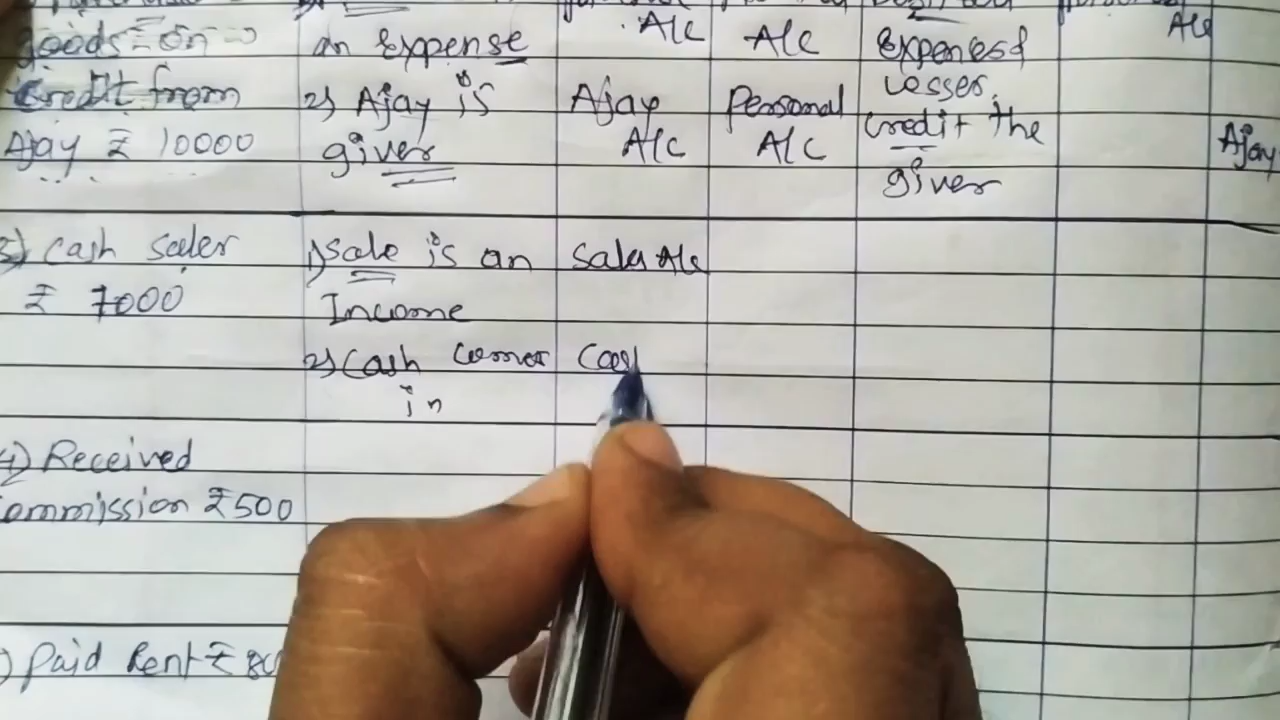 goods on
an expense
A/c
A/c
Expenses &
A/c
Credit from
2) Ajay is
Ajay
Personal
Losses.
Ajay ₹ 10000
giver
A/c
A/c
credit the
giver
Ajay
3) Cash sales
1) Sale is an
Sales A/c
₹ 7000
Income
2) Cash comes
in
4) Received
Commission ₹ 500
) Paid Rent ₹